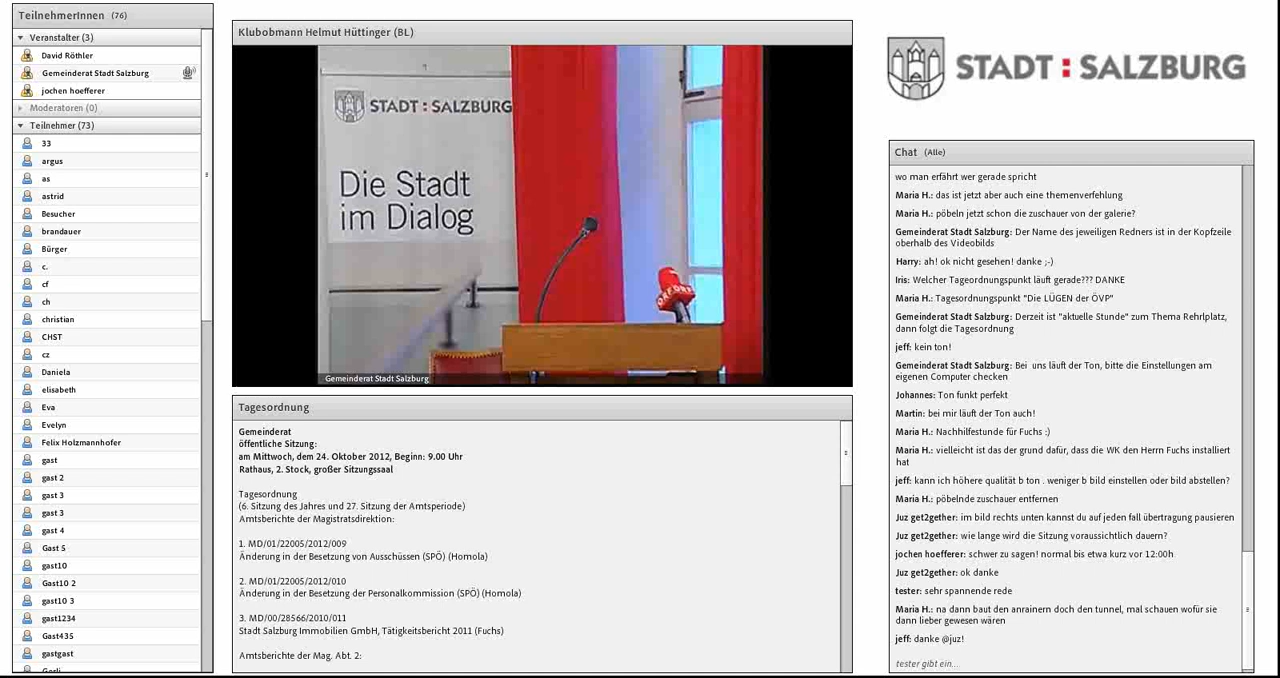 TeilnehmerInnen (76)
Veranstalter (3)
David Röthler
Gemeinderat Stadt Salzburg
jochen hoefferer
Moderatoren (0)
Teilnehmer (73)
33
argus
as
astrid
Besucher
brandauer
Bürger
c.
cf
ch
christian
CHST
cz
Daniela
elisabeth
Eva
Evelyn
Felix Holzmannhofer
gast
gast 2
gast 3
gast 3
gast 4
Gast 5
gast10
Gast10 2
gast10 3
gast1234
Gast435
gastgast
Gerli
Klubobmann Helmut Hüttinger (BL)
STADT : SALZBURG
Die Stadt
im Dialog
ORF
Gemeinderat Stadt Salzburg
Tagesordnung
Gemeinderat
öffentliche Sitzung:
am Mittwoch, dem 24. Oktober 2012, Beginn: 9.00 Uhr
Rathaus, 2. Stock, großer Sitzungssaal
Tagesordnung
(6. Sitzung des Jahres und 27. Sitzung der Amtsperiode)
Amtsberichte der Magistratsdirektion:
1. MD/01/22005/2012/009
Änderung in der Besetzung von Ausschüssen (SPÖ) (Homola)
2. MD/01/22005/2012/010
Änderung in der Besetzung der Personalkommission (SPÖ) (Homola)
3. MD/00/28566/2010/011
Stadt Salzburg Immobilien GmbH, Tätigkeitsbericht 2011 (Fuchs)
Amtsberichte der Mag. Abt. 2:
STADT : SALZBURG
Chat (Alle)
wo man erfährt wer gerade spricht
Maria H.: das ist jetzt aber auch eine themenverfehlung
Maria H.: pöbeln jetzt schon die zuschauer von der galerie?
Gemeinderat Stadt Salzburg: Der Name des jeweiligen Redners ist in der Kopfzeile
oberhalb des Videobilds
Harry: ah! ok nicht gesehen! danke ;-)
Iris: Welcher Tageordnungspunkt läuft gerade??? DANKE
Maria H.: Tagesordnungspunkt "Die LÜGEN der ÖVP"
Gemeinderat Stadt Salzburg: Derzeit ist "aktuelle Stunde" zum Thema Rehrlplatz,
dann folgt die Tagesordnung
jeff: kein ton!
Gemeinderat Stadt Salzburg: Bei uns läuft der Ton, bitte die Einstellungen am
eigenen Computer checken
Johannes: Ton funkt perfekt
Martin: bei mir läuft der Ton auch!
Maria H.: Nachhilfestunde für Fuchs :)
Maria H.: vielleicht ist das der grund dafür, dass die WK den Herrn Fuchs installiert
hat
jeff: kann ich höhere qualität b ton . weniger b bild einstellen oder bild abstellen?
Maria H.: pöbelnde zuschauer entfernen
Juz get2gether: im bild rechts unten kannst du auf jeden fall übertragung pausieren
Juz get2gether: wie lange wird die Sitzung voraussichtlich dauern?
jochen hoefferer: schwer zu sagen! normal bis etwa kurz vor 12:00h
Juz get2gether: ok danke
tester: sehr spannende rede
Maria H.: na dann baut den anrainern doch den tunnel, mal schauen wofür sie
dann lieber gewesen wären
jeff: danke @juz!
tester gibt ein...